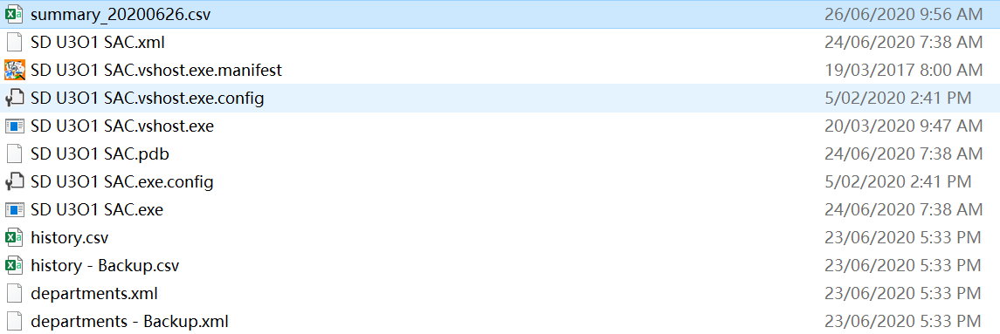 summary_20200626.csv 26/06/2020 9:56 AM
SD U3O1 SAC.xml 24/06/2020 7:38 AM
SD U3O1 SAC.vshost.exe.manifest 19/03/2017 8:00 AM
SD U3O1 SAC.vshost.exe.config 5/02/2020 2:41 PM
SD U3O1 SAC.vshost.exe 20/03/2020 9:47 AM
SD U3O1 SAC.pdb 24/06/2020 7:38 AM
SD U3O1 SAC.exe.config 5/02/2020 2:41 PM
SD U3O1 SAC.exe 24/06/2020 7:38 AM
history.csv 23/06/2020 5:33 PM
history - Backup.csv 23/06/2020 5:33 PM
departments.xml 23/06/2020 5:33 PM
departments - Backup.xml 23/06/2020 5:33 PM